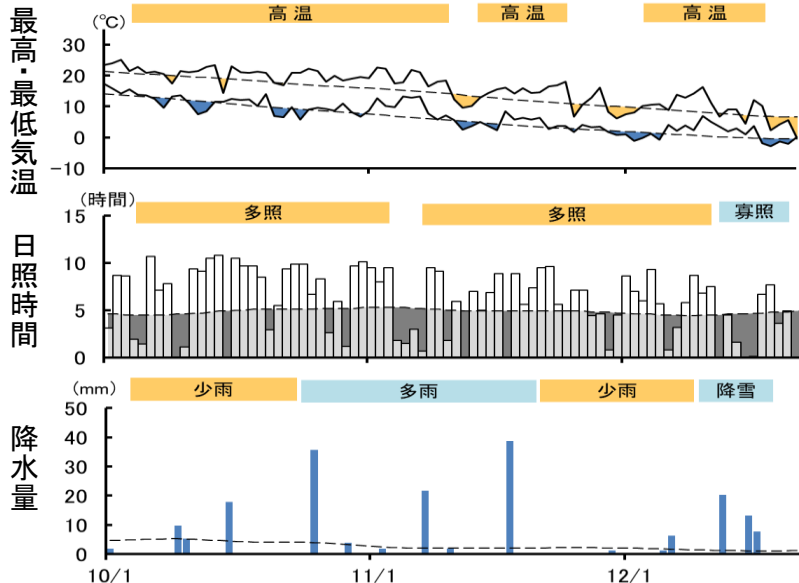 最高・最低気温
(℃)
高温
高温
高温
30
20
10
0
-10
日照時間
(時間)
多照
多照
寡照
15
10
5
0
降水量
(mm)
少雨
多雨
少雨
降雪
50
40
30
20
10
0
10/1
11/1
12/1